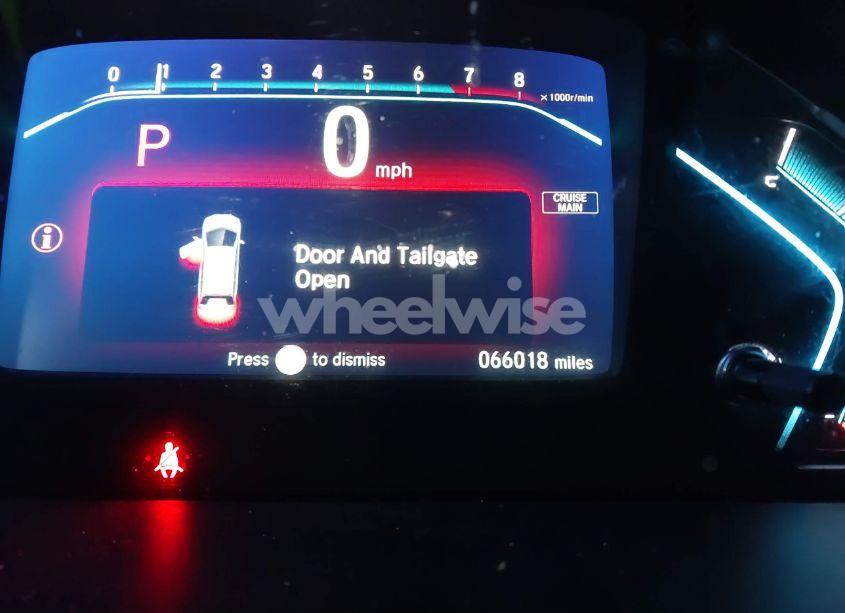 0 1 2 3 4 5 6 7 8
×1000r/min
P 0 mph
CRUISE
MAIN
i
Door And Tailgate
Open
wheelwise
Press to dismiss
066018 miles